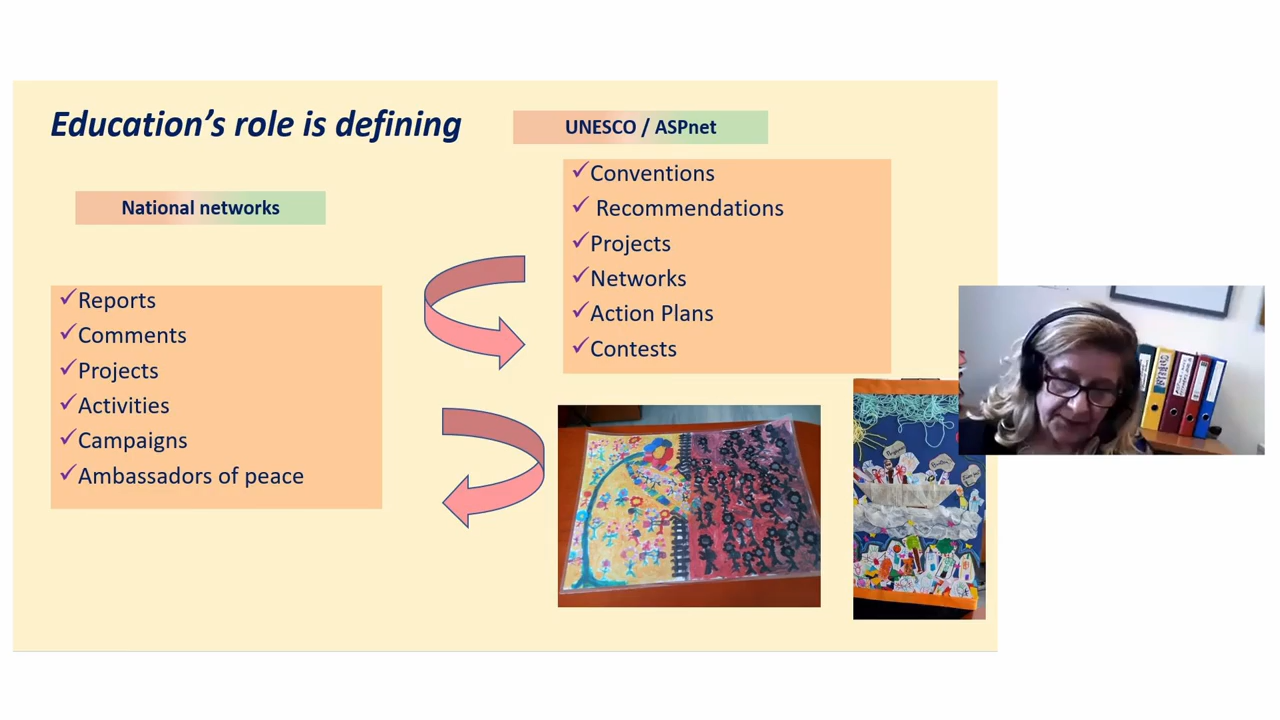 Education’s role is defining
UNESCO / ASPnet
National networks
✓Conventions
✓ Recommendations
✓Projects
✓Networks
✓Action Plans
✓Contests
✓Reports
✓Comments
✓Projects
✓Activities
✓Campaigns
✓Ambassadors of peace